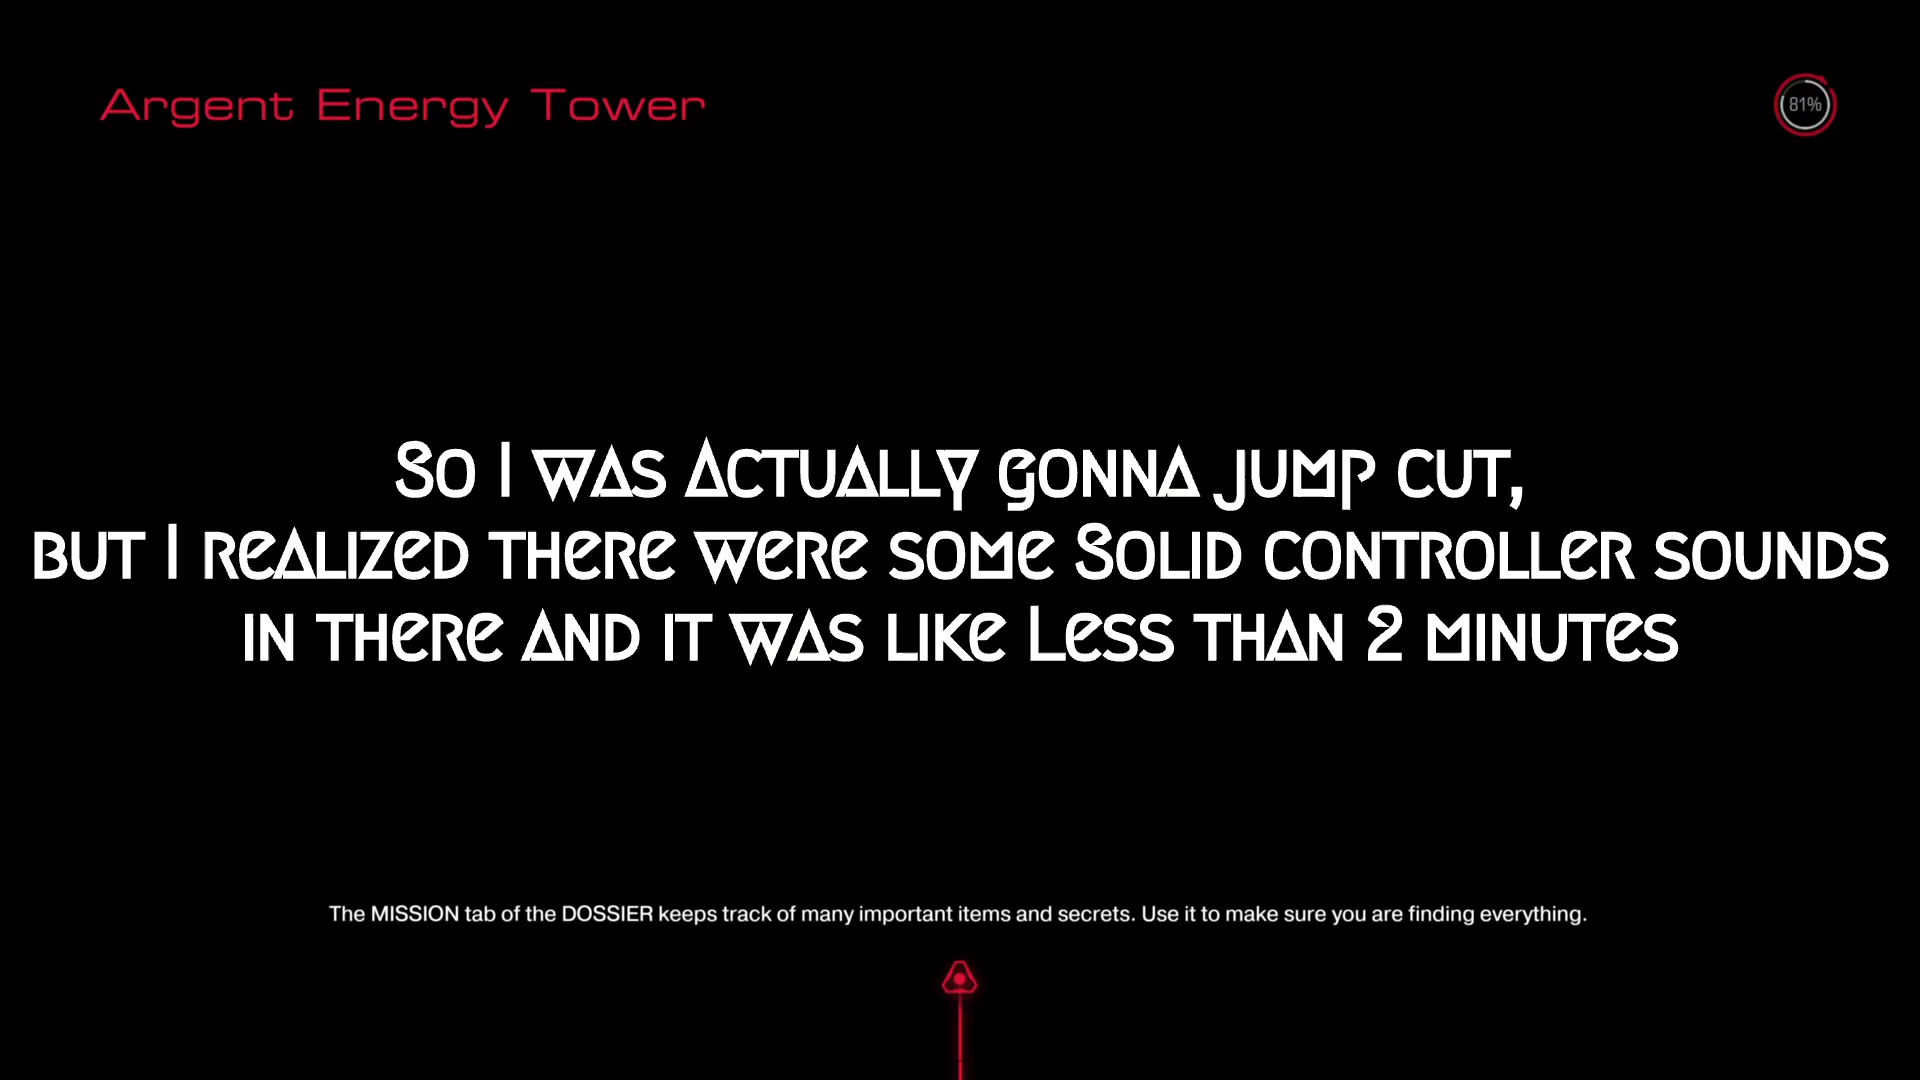 Argent Energy Tower
81%
So I was Actually gonna jump cut,
but I realized there were some Solid controller sounds
in there and it was like Less than 2 minutes
The MISSION tab of the DOSSIER keeps track of many important items and secrets. Use it to make sure you are finding everything.